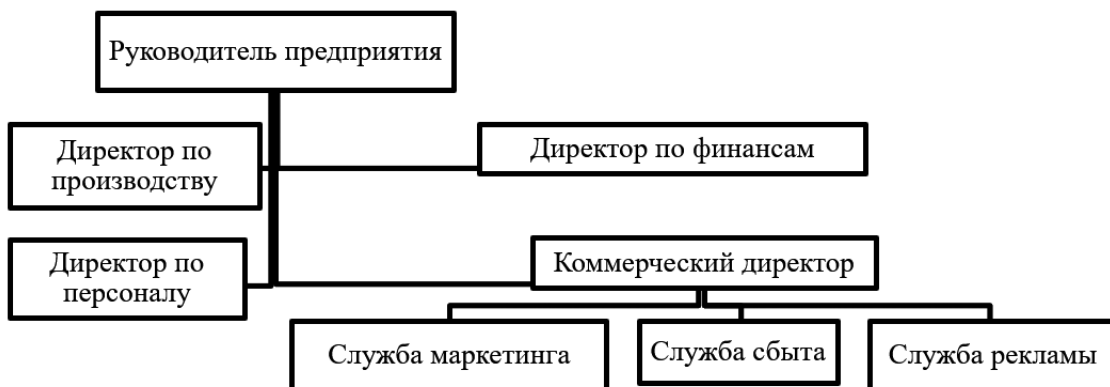 Руководитель предприятия
Директор по
производству
Директор по финансам
Директор по
персоналу
Коммерческий директор
Служба маркетинга
Служба сбыта
Служба рекламы